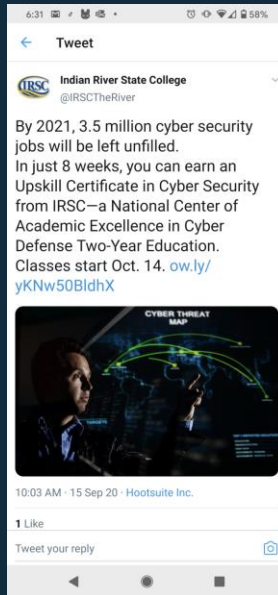 6:31
58%
Tweet
IRSC
Indian River State College
@IRSCTheRiver
By 2021, 3.5 million cyber security
jobs will be left unfilled.
In just 8 weeks, you can earn an
Upskill Certificate in Cyber Security
from IRSC—a National Center of
Academic Excellence in Cyber
Defense Two-Year Education.
Classes start Oct. 14. ow.ly/
yKNw50BldhX
CYBER THREAT
MAP
TARGETS
10:03 AM · 15 Sep 20 · Hootsuite Inc.
1 Like
Tweet your reply